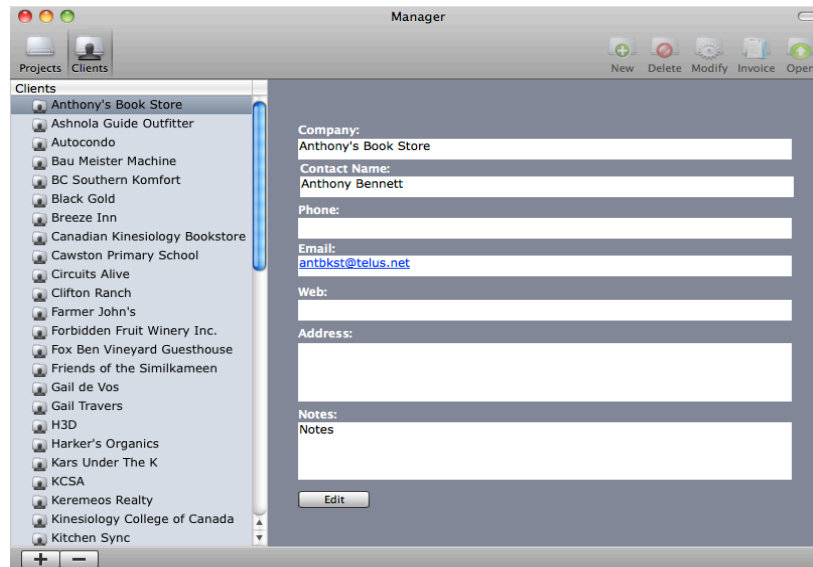 Manager
Projects Clients
New Delete Modify Invoice Open
Clients
Anthony's Book Store
Ashnola Guide Outfitter
Autocondo
Bau Meister Machine
BC Southern Komfort
Black Gold
Breeze Inn
Canadian Kinesiology Bookstore
Cawston Primary School
Circuits Alive
Clifton Ranch
Farmer John's
Forbidden Fruit Winery Inc.
Fox Ben Vineyard Guesthouse
Friends of the Similkameen
Gail de Vos
Gail Travers
H3D
Harker's Organics
Kars Under The K
KCSA
Keremeos Realty
Kinesiology College of Canada
Kitchen Sync
Company:
Anthony's Book Store
Contact Name:
Anthony Bennett
Phone:
Email:
antbkst@telus.net
Web:
Address:
Notes:
Notes
Edit